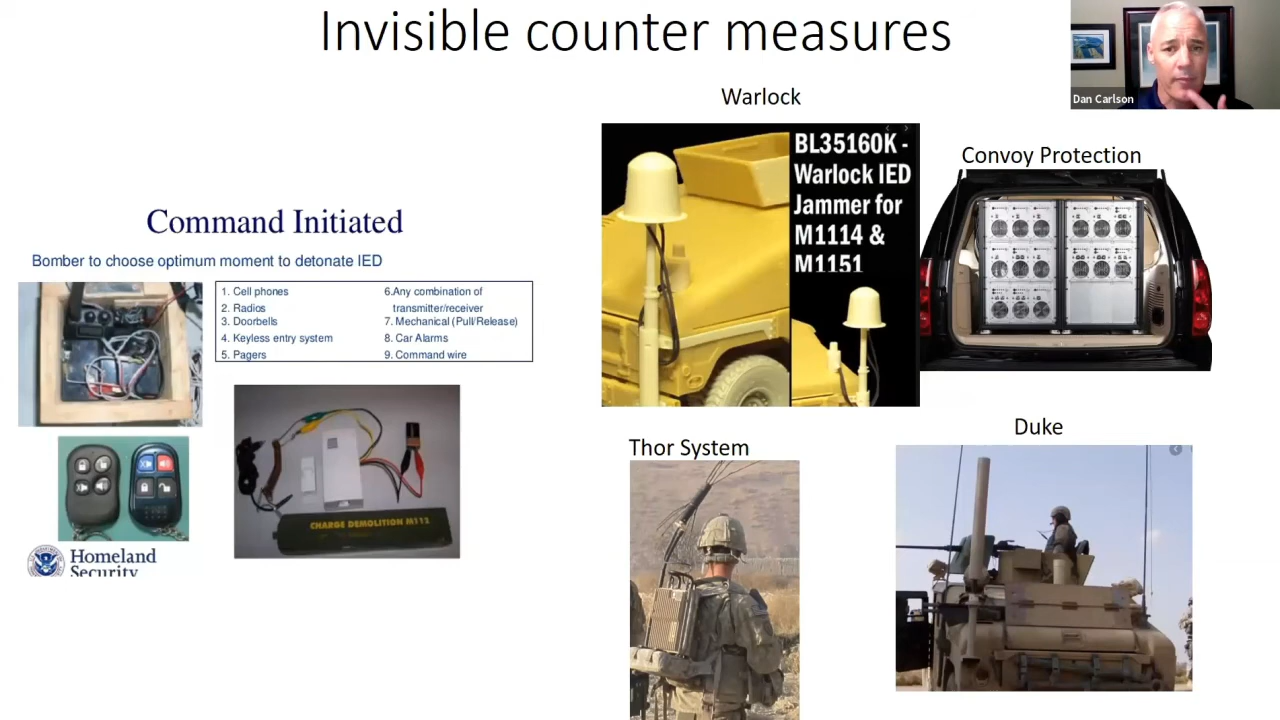 Invisible counter measures
Dan Carlson
Warlock
BL35160K -
Warlock IED
Jammer for
M1114 &
M1151
Convoy Protection
Command Initiated
Bomber to choose optimum moment to detonate IED
1. Cell phones
2. Radios
3. Doorbells
4. Keyless entry system
5. Pagers
6.Any combination of
transmitter/receiver
7. Mechanical (Pull/Release)
8. Car Alarms
9. Command wire
CHARGE DEMOLITION M112
Homeland
Security
Thor System
Duke